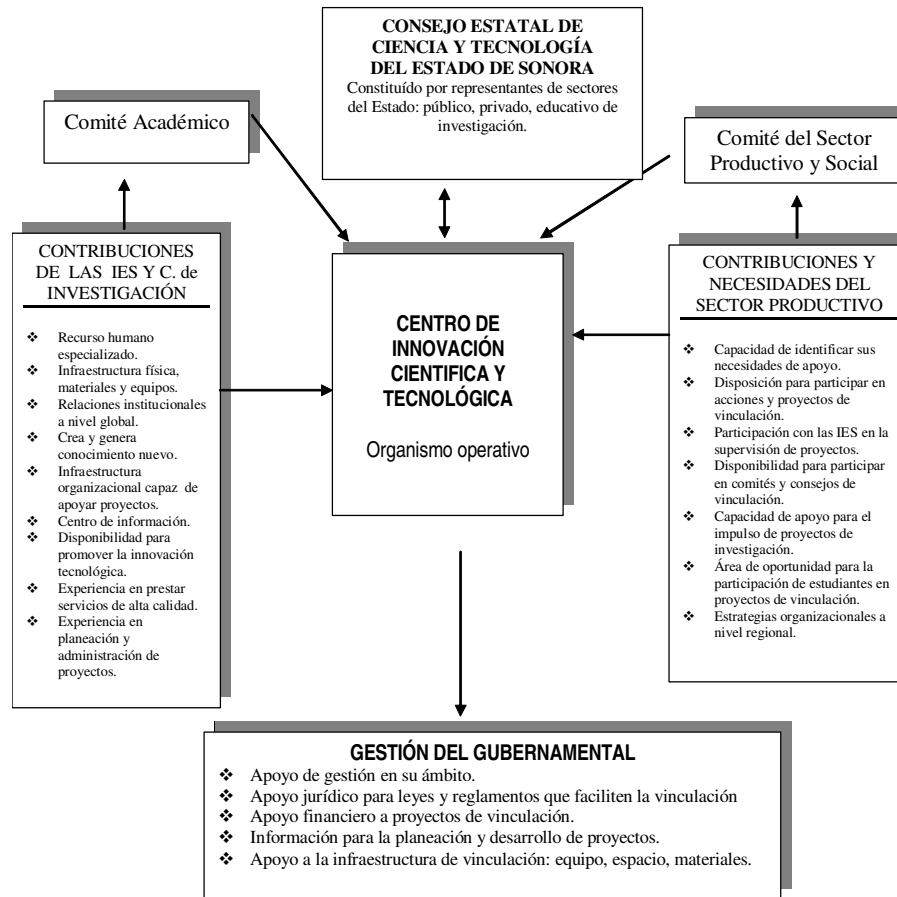 CONSEJO ESTATAL DE
CIENCIA Y TECNOLOGÍA
DEL ESTADO DE SONORA
Constituído por representantes de sectores
del Estado: público, privado, educativo de
investigación.
Comité Académico
Comité del Sector
Productivo y Social
CONTRIBUCIONES
DE LAS IES Y C. de
INVESTIGACIÓN
❖ Recurso humano
especializado.
❖ Infraestructura física,
materiales y equipos.
❖ Relaciones institucionales
a nivel global.
❖ Crea y genera
conocimiento nuevo.
❖ Infraestructura
organizacional capaz de
apoyar proyectos.
❖ Centro de información.
❖ Disponibilidad para
promover la innovación
tecnológica.
❖ Experiencia en prestar
servicios de alta calidad.
❖ Experiencia en
planeación y
administración de
proyectos.
CENTRO DE
INNOVACIÓN
CIENTIFICA Y
TECNOLÓGICA
Organismo operativo
CONTRIBUCIONES Y
NECESIDADES DEL
SECTOR PRODUCTIVO
❖ Capacidad de identificar sus
necesidades de apoyo.
❖ Disposición para participar en
acciones y proyectos de
vinculación.
❖ Participación con las IES en la
supervisión de proyectos.
❖ Disponibilidad para participar
en comités y consejos de
vinculación.
❖ Capacidad de apoyo para el
impulso de proyectos de
investigación.
❖ Área de oportunidad para la
participación de estudiantes en
proyectos de vinculación.
❖ Estrategias organizacionales a
nivel regional.
GESTIÓN DEL GUBERNAMENTAL
❖ Apoyo de gestión en su ámbito.
❖ Apoyo jurídico para leyes y reglamentos que faciliten la vinculación
❖ Apoyo financiero a proyectos de vinculación.
❖ Información para la planeación y desarrollo de proyectos.
❖ Apoyo a la infraestructura de vinculación: equipo, espacio, materiales.